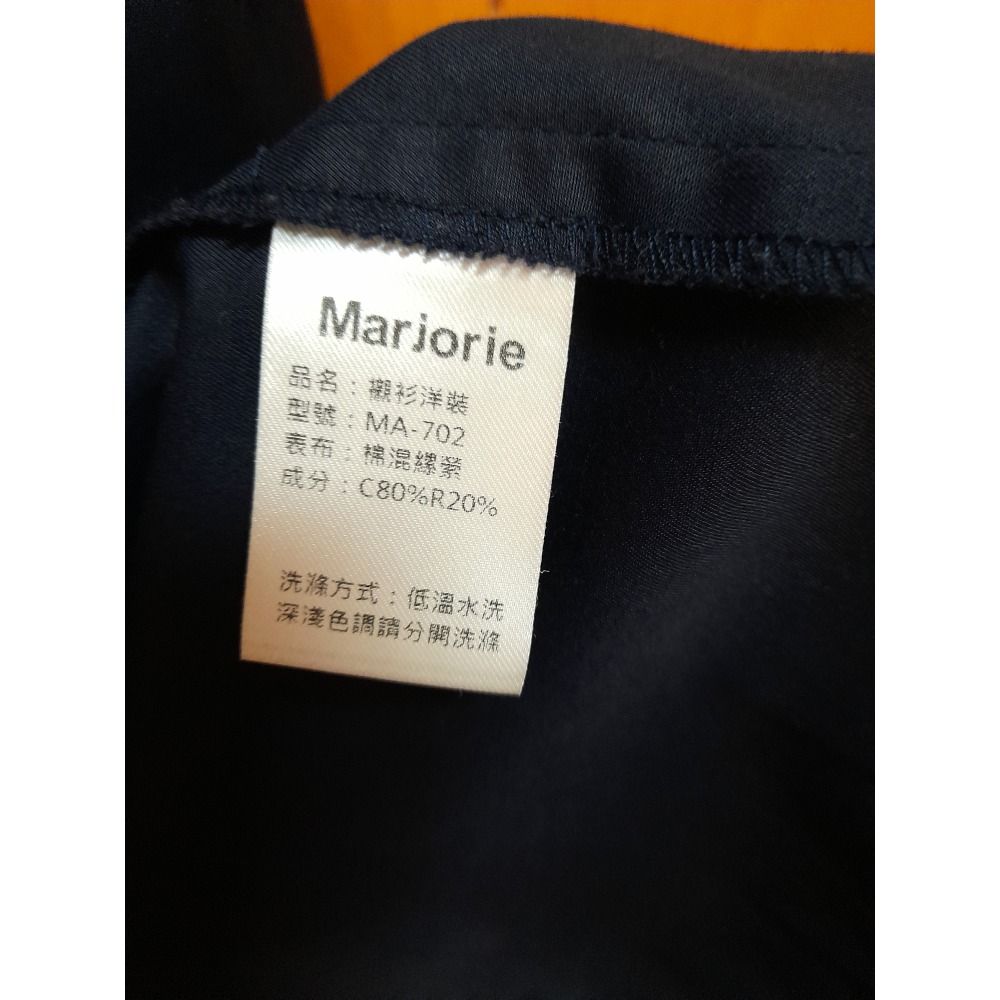 Marjorie
品名：襯衫洋裝
型號：MA-702
表布：棉混縲縈
成分：C80%R20%
洗滌方式：低溫水洗
深淺色調請分開洗滌